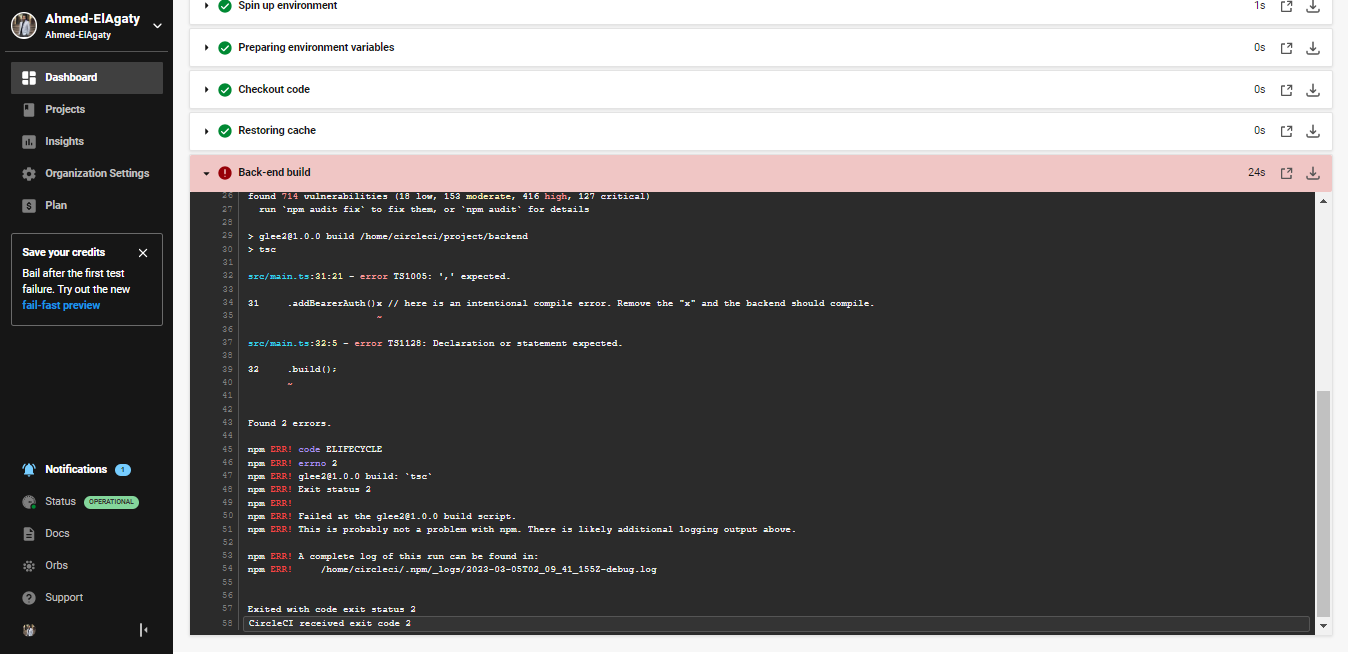 Ahmed-ElAgaty
Ahmed-ElAgaty
Dashboard
Projects
Insights
Organization Settings
Plan
Save your credits
Bail after the first test
failure. Try out the new
fail-fast preview
Notifications 1
Status OPERATIONAL
Docs
Orbs
Support
Spin up environment 1s
Preparing environment variables 0s
Checkout code 0s
Restoring cache 0s
Back-end build 24s
26 found 714 vulnerabilities (18 low, 153 moderate, 416 high, 127 critical)
27 run `npm audit fix` to fix them, or `npm audit` for details
28
29 > glee2@1.0.0 build /home/circleci/project/backend
30 > tsc
31
32 src/main.ts:31:21 - error TS1005: ',' expected.
33
34 31 .addBearerAuth()x // here is an intentional compile error. Remove the "x" and the backend should compile.
35 ~
36
37 src/main.ts:32:5 - error TS1128: Declaration or statement expected.
38
39 32 .build();
40 ~
41
42
43 Found 2 errors.
44
45 npm ERR! code ELIFECYCLE
46 npm ERR! errno 2
47 npm ERR! glee2@1.0.0 build: `tsc`
48 npm ERR! Exit status 2
49 npm ERR!
50 npm ERR! Failed at the glee2@1.0.0 build script.
51 npm ERR! This is probably not a problem with npm. There is likely additional logging output above.
52
53 npm ERR! A complete log of this run can be found in:
54 npm ERR! /home/circleci/.npm/_logs/2023-03-05T02_09_41_155Z-debug.log
55
56
57 Exited with code exit status 2
58 CircleCI received exit code 2